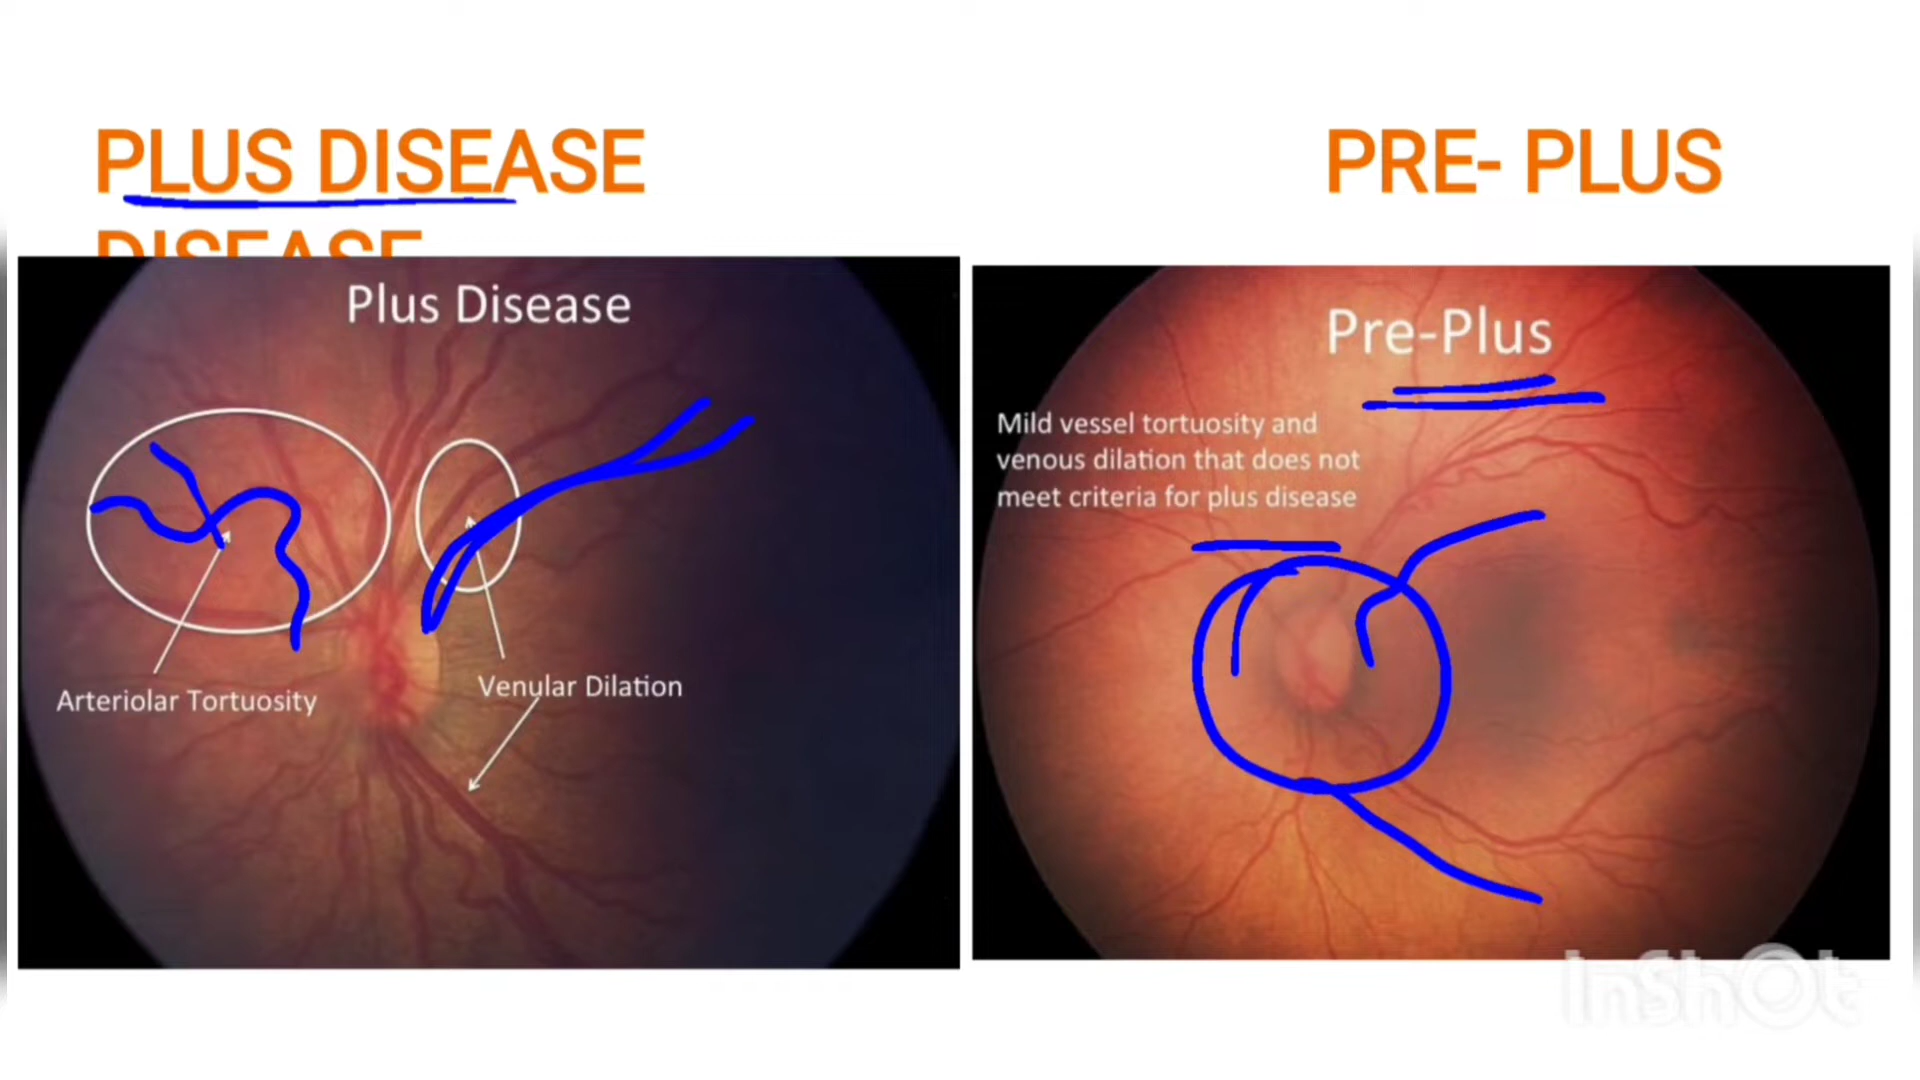 PLUS DISEASE PRE- PLUS
DISEASE
Plus Disease
Arteriolar Tortuosity
Venular Dilation
Pre-Plus
Mild vessel tortuosity and
venous dilation that does not
meet criteria for plus disease
InShOt